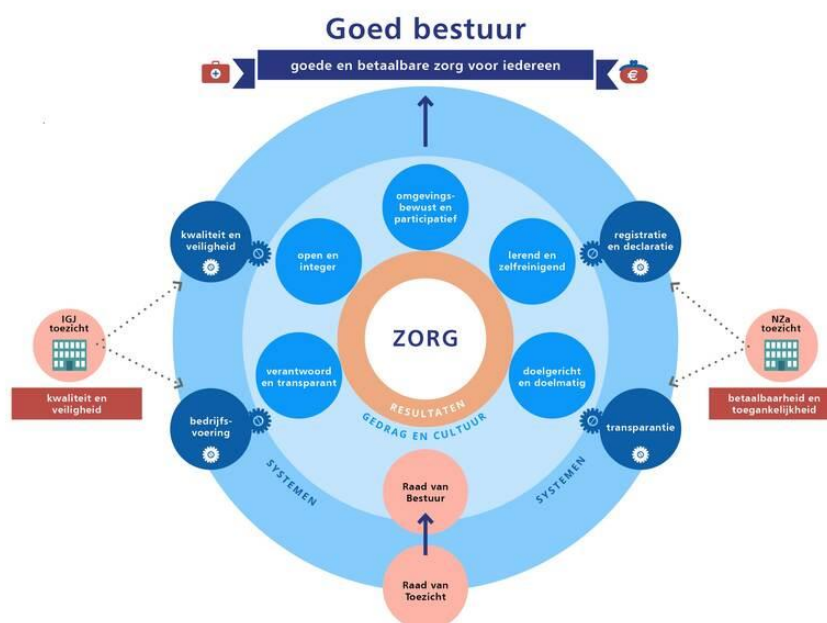 Goed bestuur
goede en betaalbare zorg voor iedereen
€
omgevings-
bewust en
participatief
kwaliteit en
veiligheid
open en
integer
lerend en
zelfreinigend
registratie
en declaratie
IGJ
toezicht
kwaliteit en
veiligheid
ZORG
NZa
toezicht
betaalbaarheid en
toegankelijkheid
verantwoord
en transparant
doelgericht
en doelmatig
RESULTATEN
GEDRAG EN CULTUUR
bedrijfs-
voering
transparantie
SYSTEMEN
SYSTEMEN
Raad van
Bestuur
Raad van
Toezicht